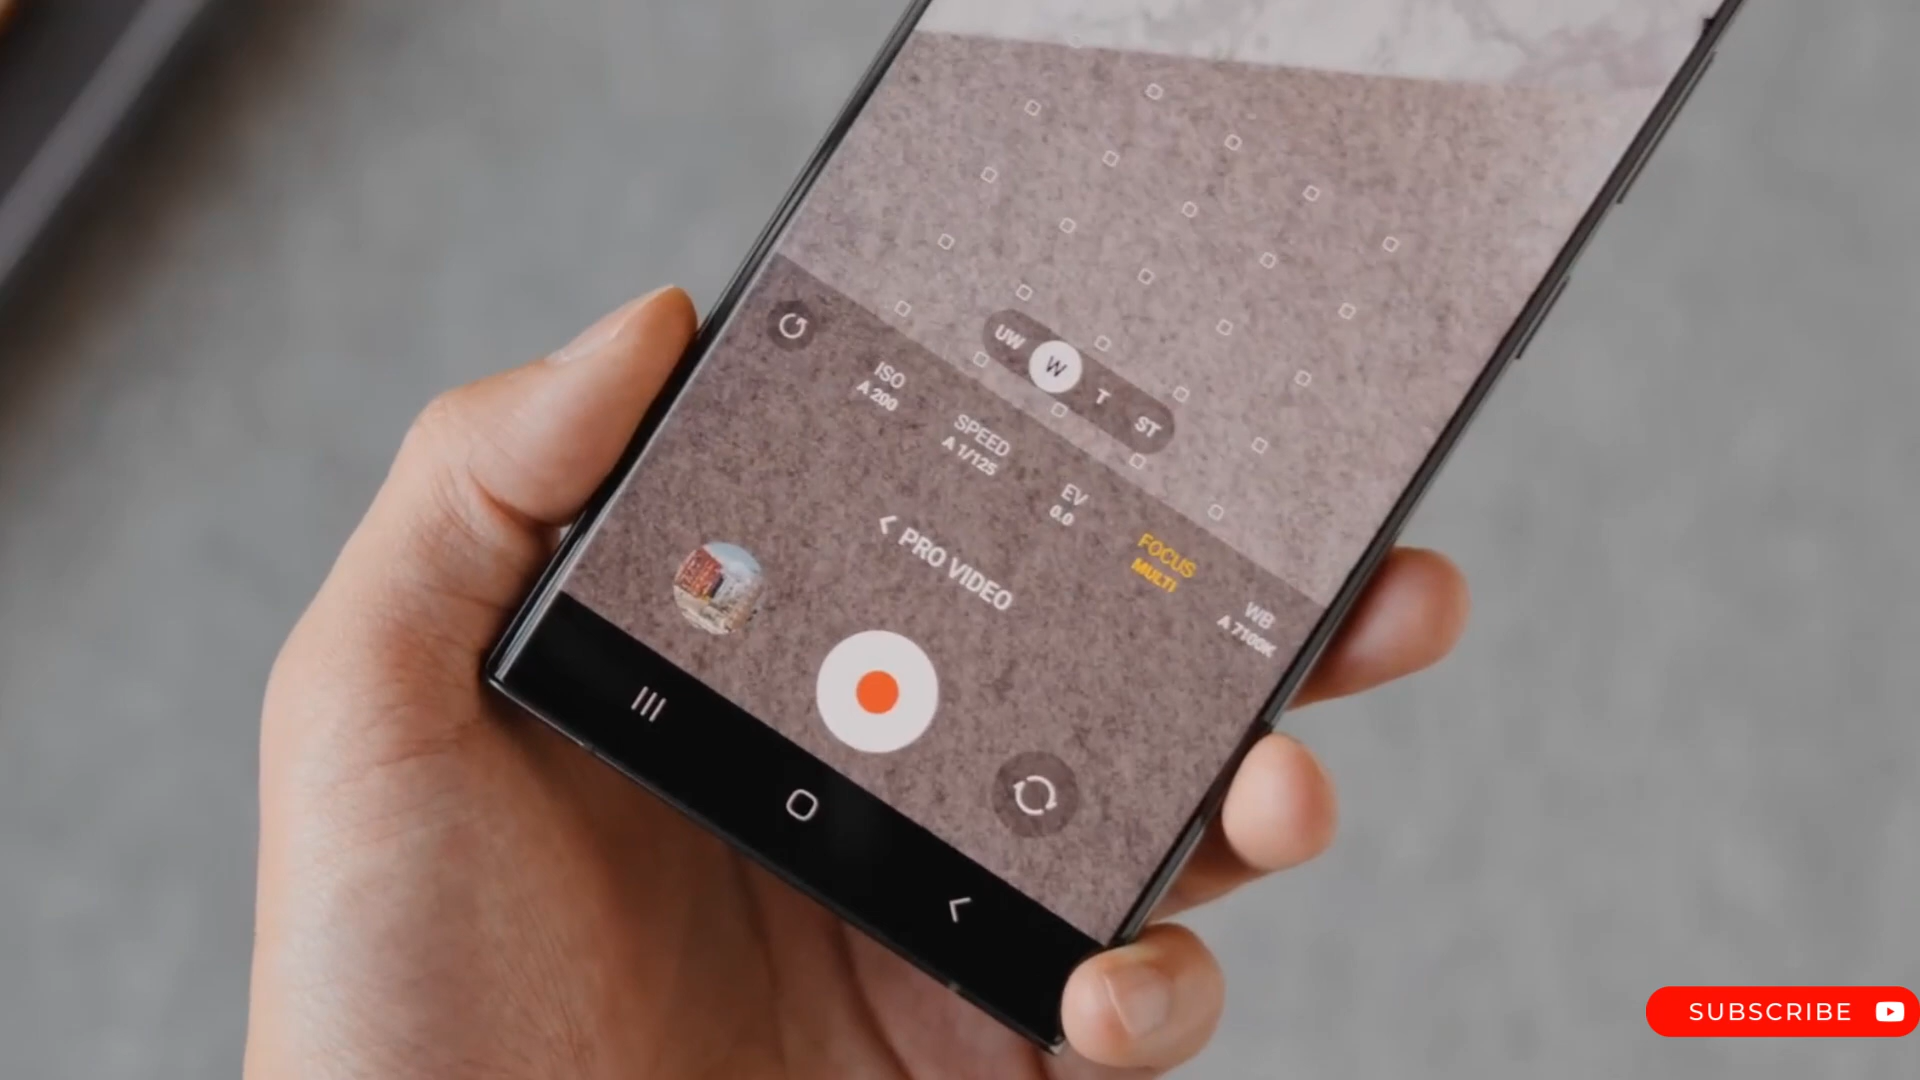 UW W T ST
ISO
A 200
SPEED
A 1/125
EV
0.0
FOCUS
MULTI
WB
A 7100K
< PRO VIDEO
SUBSCRIBE